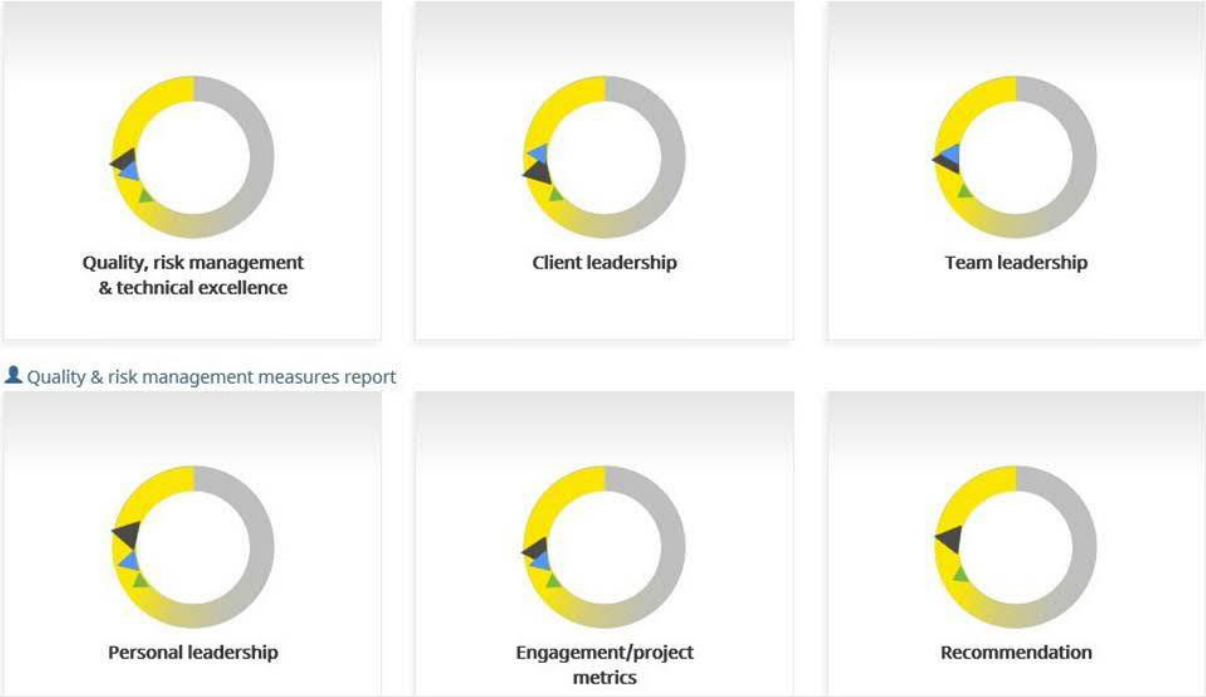 Quality, risk management
& technical excellence
Client leadership
Team leadership
Quality & risk management measures report
Personal leadership
Engagement/project
metrics
Recommendation